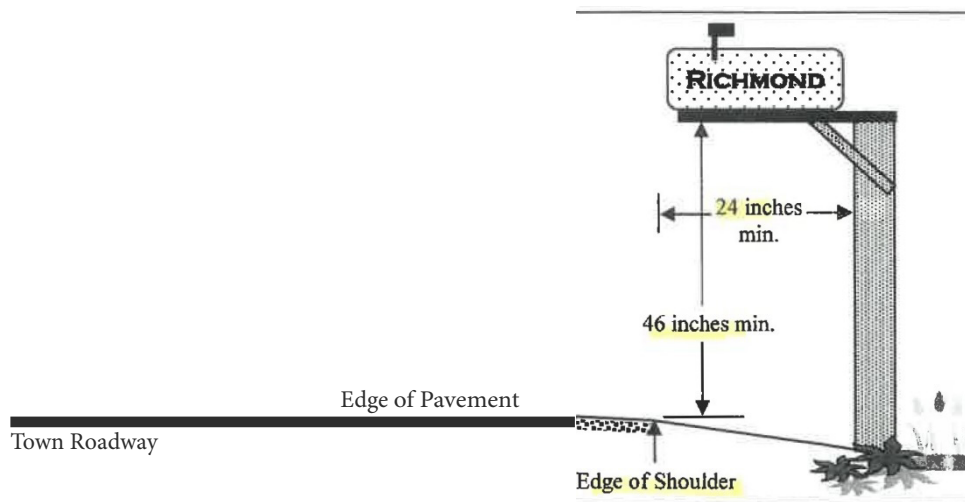 RICHMOND
24 inches
min.
46 inches min.
Edge of Pavement
Town Roadway
Edge of Shoulder